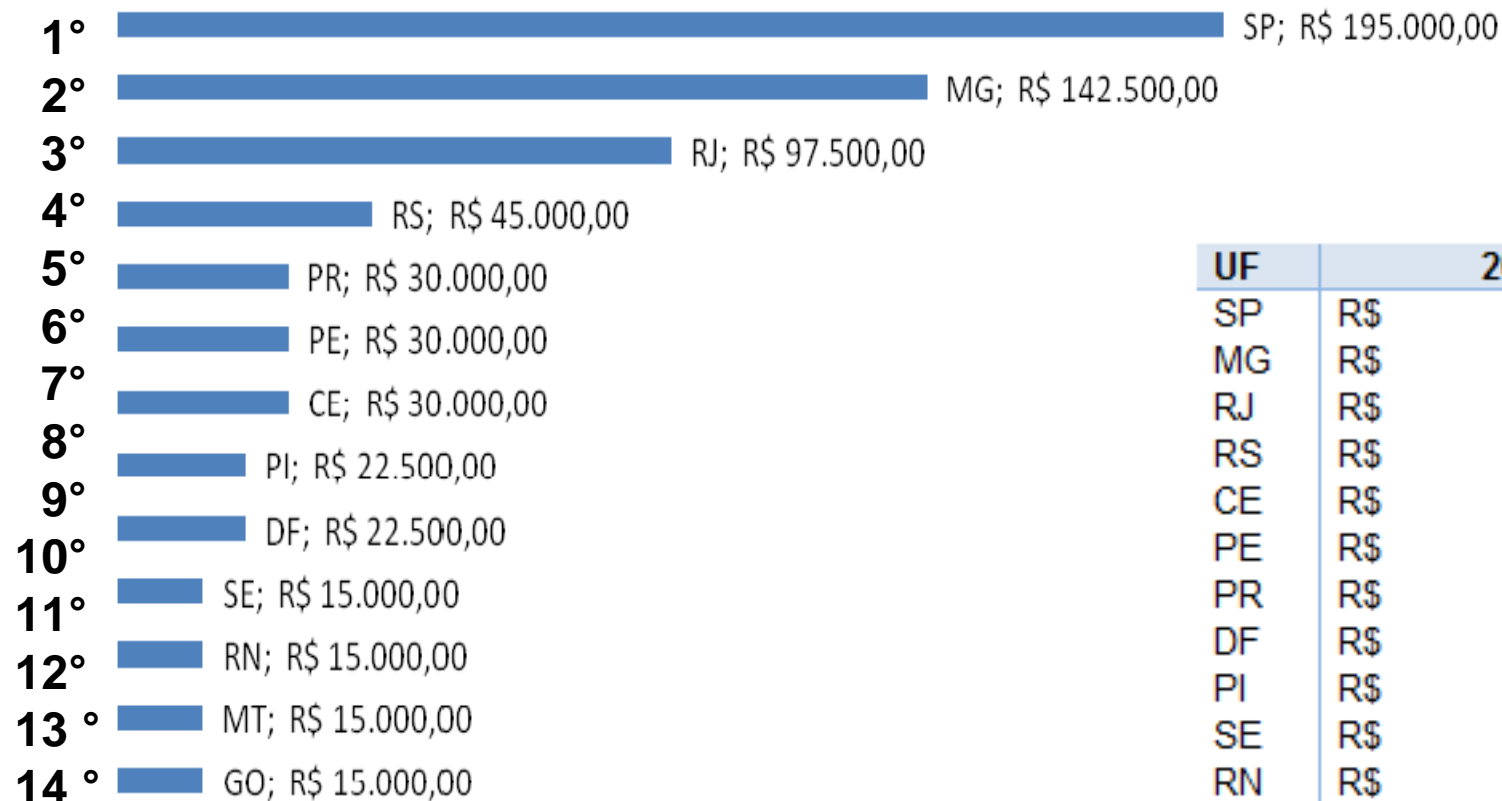 1°
2°
3°
4°
5°
6°
7°
8°
9°
10°
11°
12°
13 °
14 °
SP; R$ 195.000,00
MG; R$ 142.500,00
RJ; R$ 97.500,00
RS; R$ 45.000,00
PR; R$ 30.000,00
PE; R$ 30.000,00
CE; R$ 30.000,00
PI; R$ 22.500,00
DF; R$ 22.500,00
SE; R$ 15.000,00
RN; R$ 15.000,00
MT; R$ 15.000,00
GO; R$ 15.000,00
UF
SP R$
MG R$
RJ R$
RS R$
CE R$
PE R$
PR R$
DF R$
PI R$
SE R$
RN R$